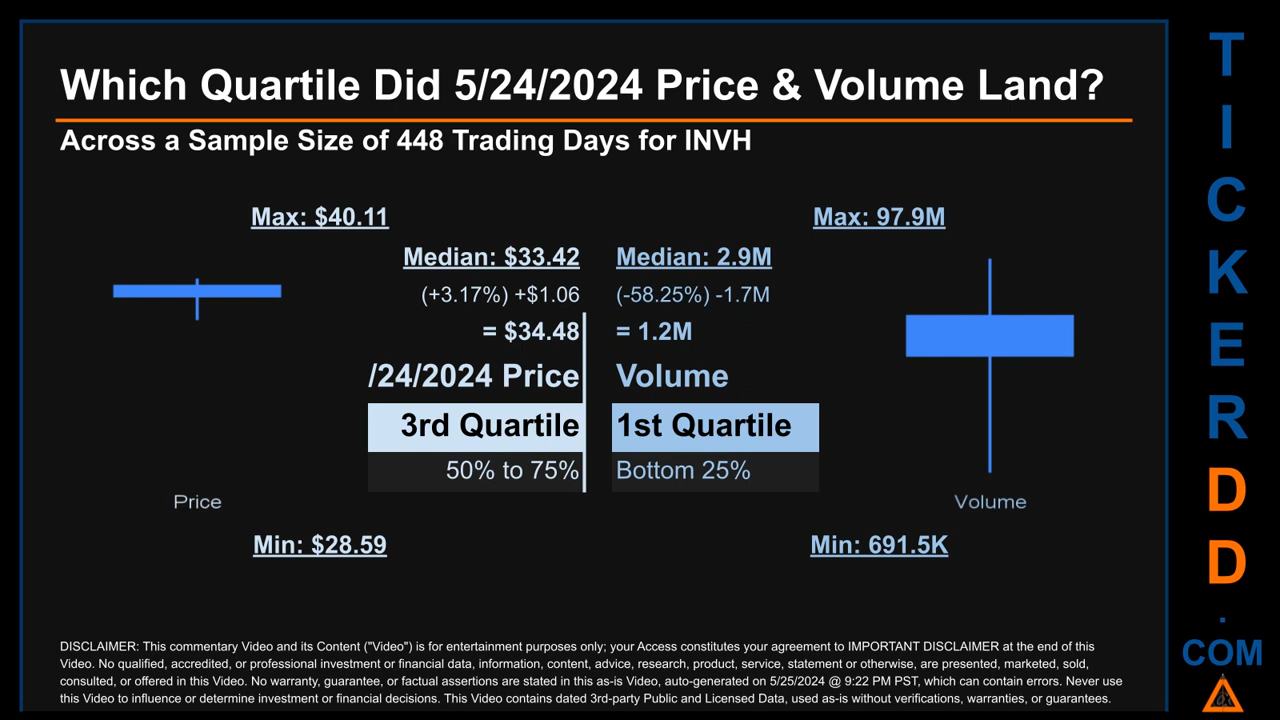 Which Quartile Did 5/24/2024 Price & Volume Land?
Across a Sample Size of 448 Trading Days for INVH
Max: $40.11
Max: 97.9M
Median: $33.42
Median: 2.9M
(+3.17%) +$1.06
(-58.25%) -1.7M
= $34.48
= 1.2M
/24/2024 Price
Volume
3rd Quartile
1st Quartile
50% to 75%
Bottom 25%
Price
Volume
Min: $28.59
Min: 691.5K
DISCLAIMER: This commentary Video and its Content ("Video") is for entertainment purposes only; your Access constitutes your agreement to IMPORTANT DISCLAIMER at the end of this
Video. No qualified, accredited, or professional investment or financial data, information, content, advice, research, product, service, statement or otherwise, are presented, marketed, sold,
consulted, or offered in this Video. No warranty, guarantee, or factual assertions are stated in this as-is Video, auto-generated on 5/25/2024 @ 9:22 PM PST, which can contain errors. Never use
this Video to influence or determine investment or financial decisions. This Video contains dated 3rd-party Public and Licensed Data, used as-is without verifications, warranties, or guarantees.
T
I
C
K
E
R
D
D
.
COM